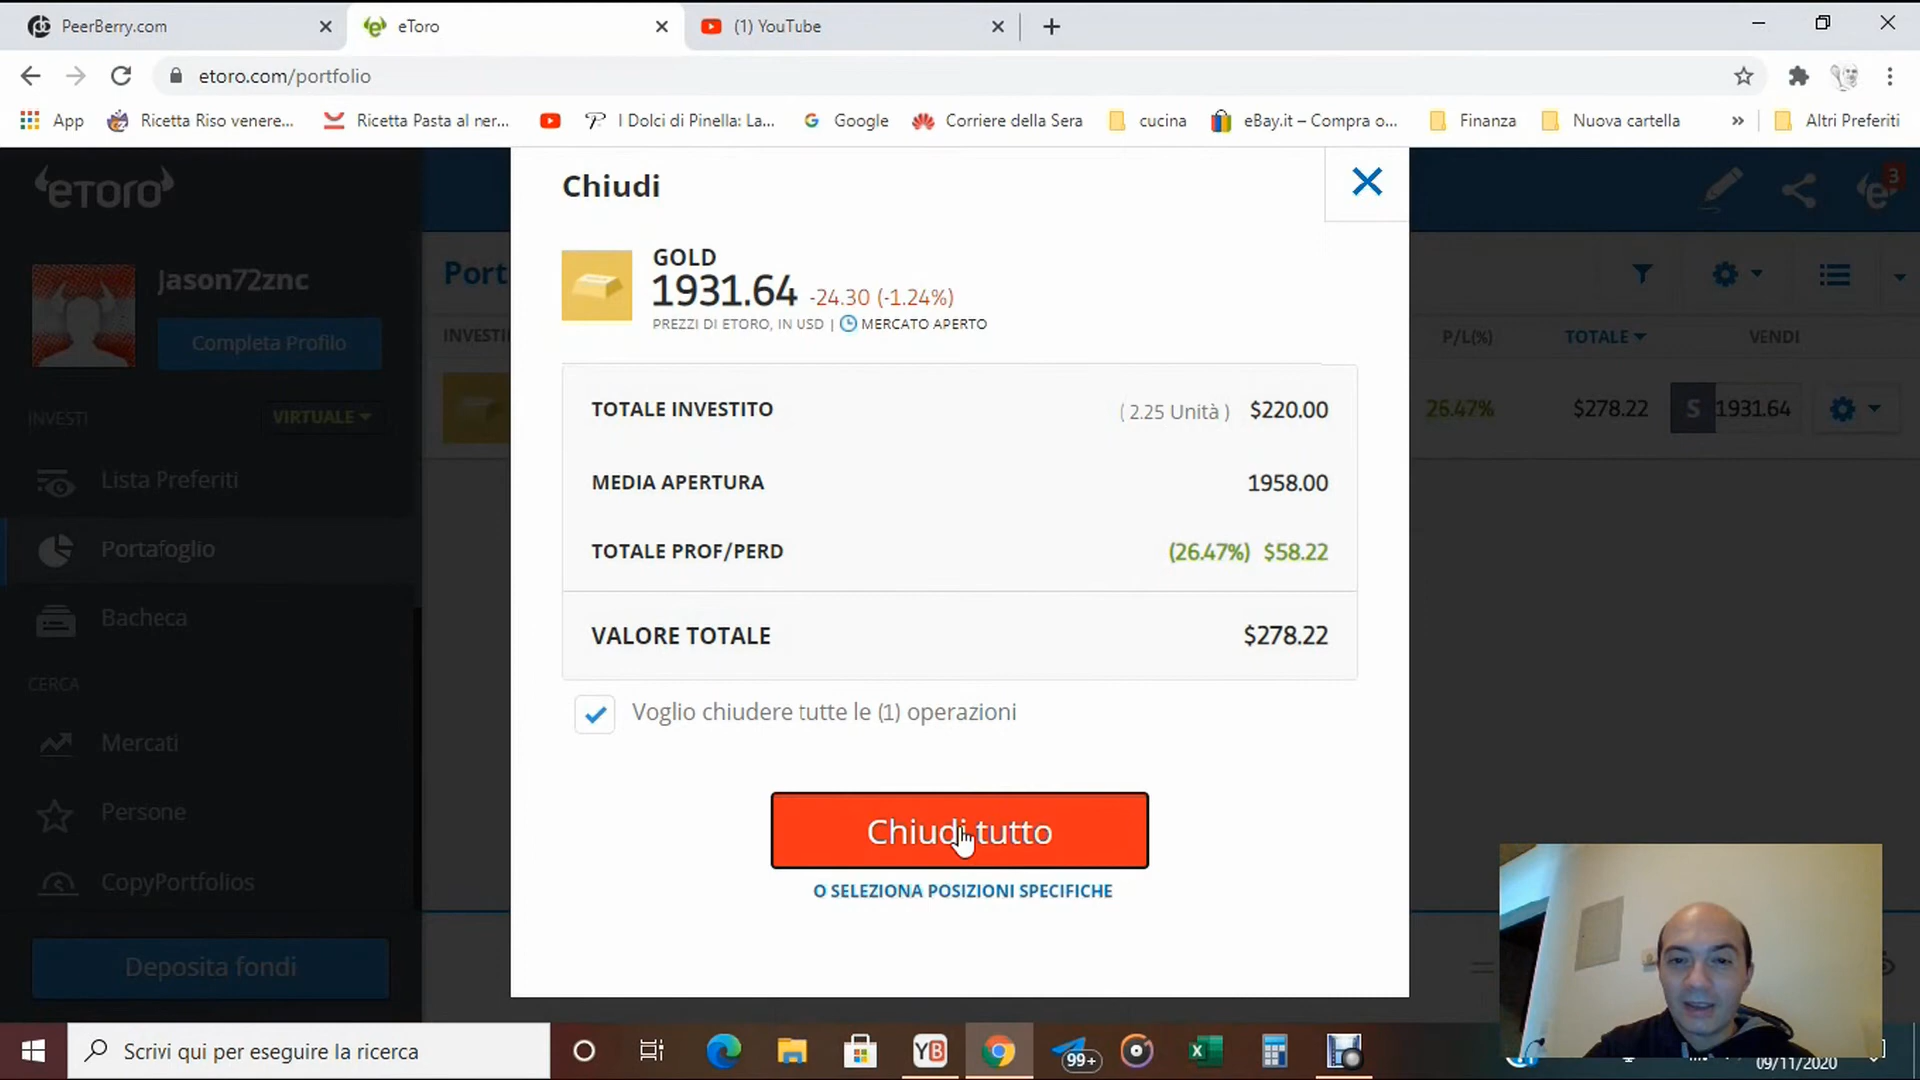 PeerBerry.com
eToro
(1) YouTube
etoro.com/portfolio
App
Ricetta Riso venere...
Ricetta Pasta al ner...
I Dolci di Pinella: La...
Google
Corriere della Sera
cucina
eBay.it – Compra o...
Finanza
Nuova cartella
»
Altri Preferiti
eTORO
Chiudi
3
Jason72znc
Port
GOLD
1931.64 -24.30 (-1.24%)
PREZZI DI ETORO, IN USD | MERCATO APERTO
Completa Profilo
INVESTI
P/L(%)
TOTALE
VENDI
INVESTI
VIRTUALE
TOTALE INVESTITO
( 2.25 Unità ) $220.00
26.47%
$278.22
S 1931.64
Lista Preferiti
MEDIA APERTURA
1958.00
Portafoglio
TOTALE PROF/PERD
(26.47%) $58.22
Bacheca
VALORE TOTALE
$278.22
CERCA
Voglio chiudere tutte le (1) operazioni
Mercati
Persone
Chiudi tutto
CopyPortfolios
O SELEZIONA POSIZIONI SPECIFICHE
Deposita fondi
Scrivi qui per eseguire la ricerca
YB
99+
09/11/2020